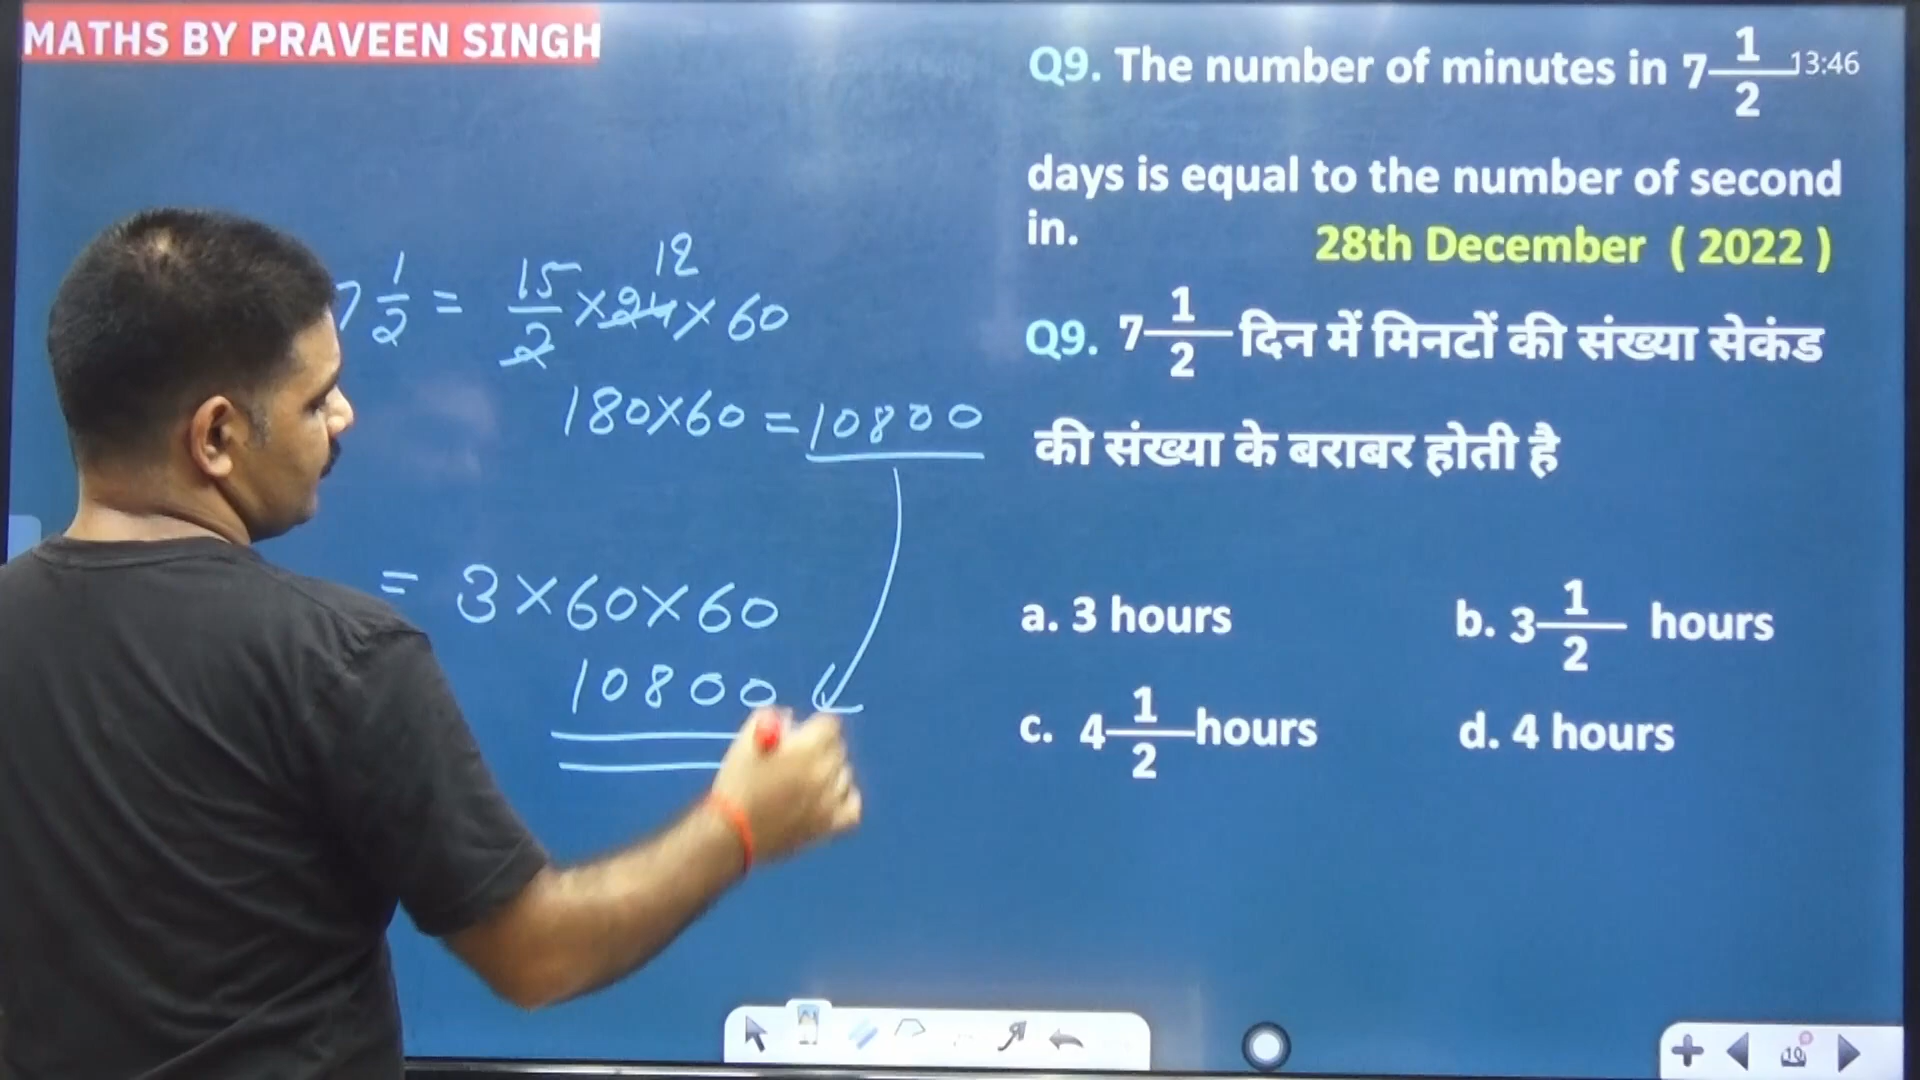 MATHS BY PRAVEEN SINGH
7 1/2 = 15/2 × 24 × 60
12
180×60 = 10800
= 3×60×60
10800
Q9. The number of minutes in 7 1/2
13:46
days is equal to the number of second
in.
28th December ( 2022 )
Q9. 7 1/2 दिन में मिनटों की संख्या सेकंड
की संख्या के बराबर होती है
a. 3 hours
b. 3 1/2 hours
c. 4 1/2 hours
d. 4 hours
10